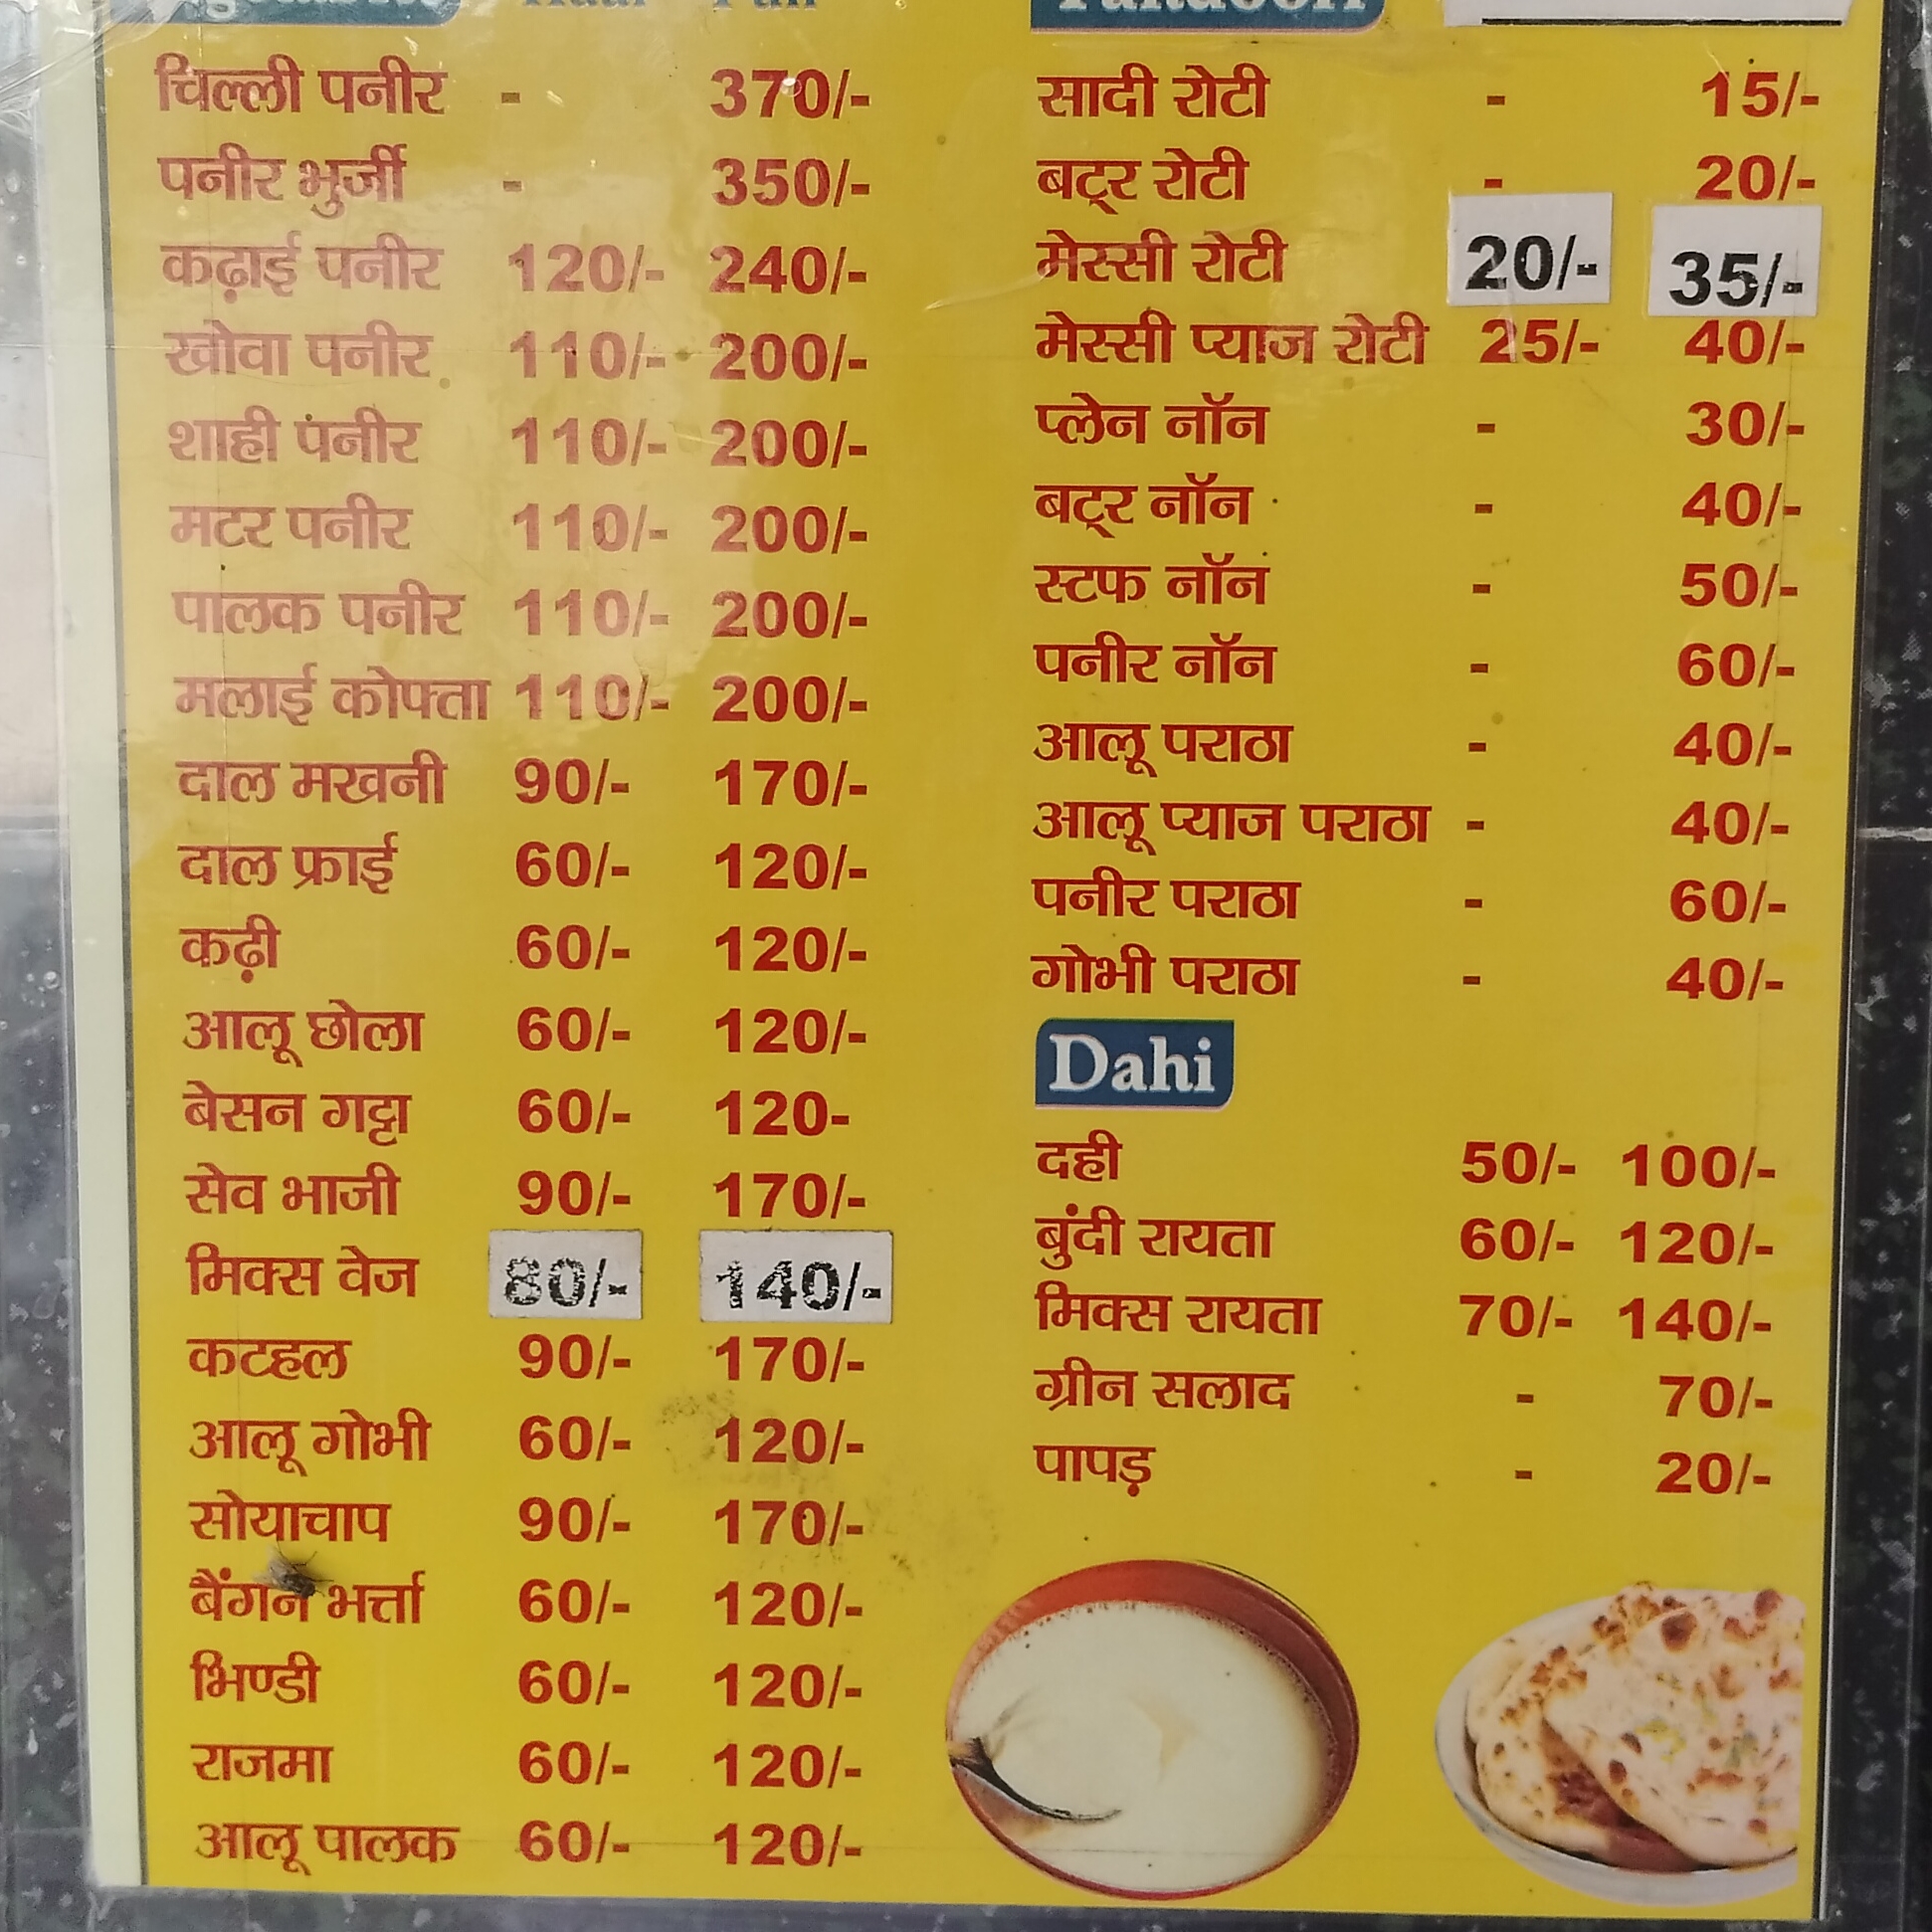 Half Full
चिल्ली पनीर - 370/-
पनीर भुर्जी - 350/-
कढ़ाई पनीर 120/- 240/-
खोवा पनीर 110/- 200/-
शाही पनीर 110/- 200/-
मटर पनीर 110/- 200/-
पालक पनीर 110/- 200/-
मलाई कोफ्ता 110/- 200/-
दाल मखनी 90/- 170/-
दाल फ्राई 60/- 120/-
कढ़ी 60/- 120/-
आलू छोला 60/- 120/-
बेसन गट्टा 60/- 120-
सेव भाजी 90/- 170/-
मिक्स वेज 80/- 140/-
कटहल 90/- 170/-
आलू गोभी 60/- 120/-
सोयाचाप 90/- 170/-
बैंगन भर्त्ता 60/- 120/-
भिण्डी 60/- 120/-
राजमा 60/- 120/-
आलू पालक 60/- 120/-
Tandoori
सादी रोटी - 15/-
बट्र रोटी - 20/-
मेस्सी रोटी 20/- 35/-
मेस्सी प्याज रोटी 25/- 40/-
प्लेन नॉन - 30/-
बट्र नॉन - 40/-
स्टफ नॉन - 50/-
पनीर नॉन - 60/-
आलू पराठा - 40/-
आलू प्याज पराठा - 40/-
पनीर पराठा - 60/-
गोभी पराठा - 40/-
Dahi
दही 50/- 100/-
बुंदी रायता 60/- 120/-
मिक्स रायता 70/- 140/-
ग्रीन सलाद - 70/-
पापड़ - 20/-